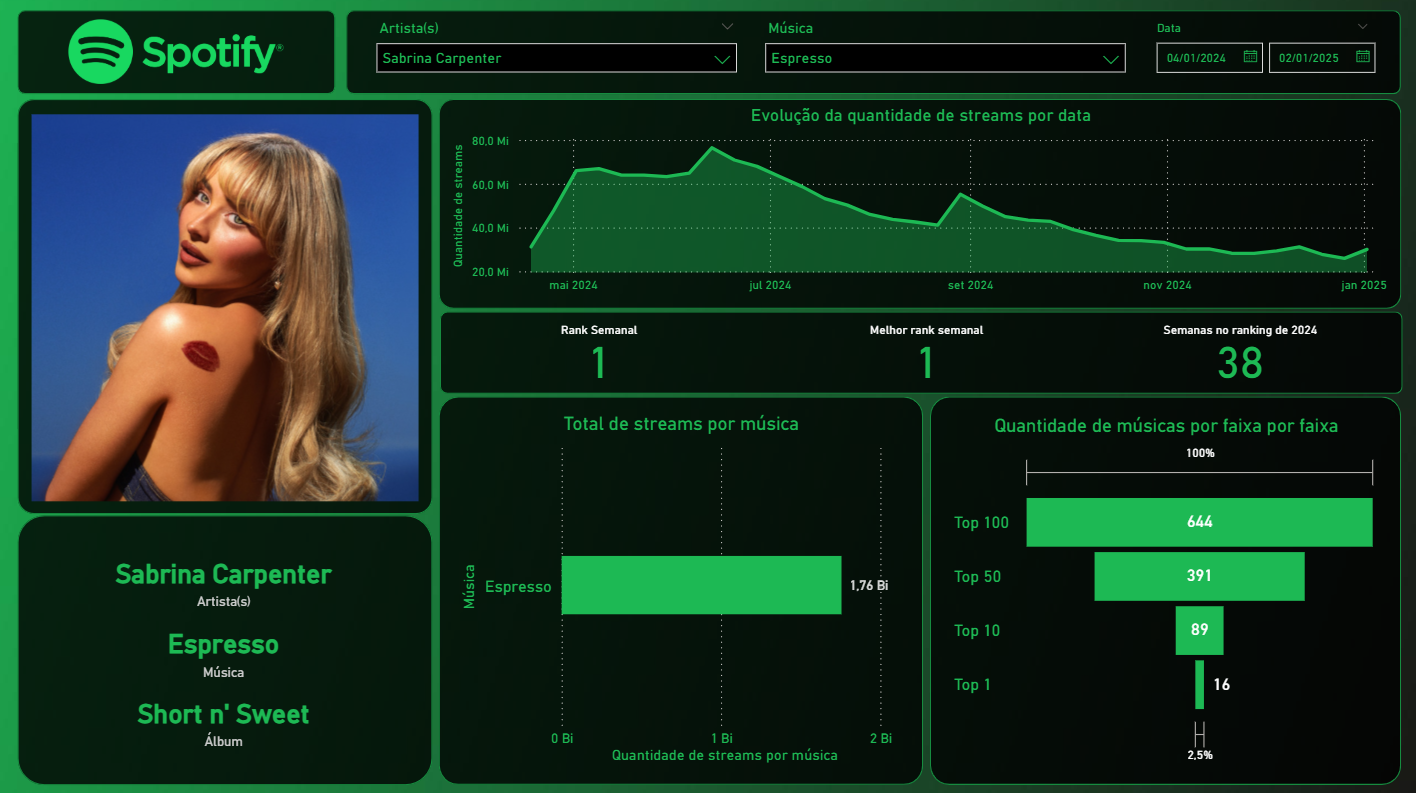 Spotify®
Artista(s)
Sabrina Carpenter
Música
Espresso
Data
04/01/2024
02/01/2025
Evolução da quantidade de streams por data
Quantidade de streams
80,0 Mi
60,0 Mi
40,0 Mi
20,0 Mi
mai 2024
jul 2024
set 2024
nov 2024
jan 2025
Rank Semanal
1
Melhor rank semanal
1
Semanas no ranking de 2024
38
Sabrina Carpenter
Artista(s)
Espresso
Música
Short n' Sweet
Álbum
Total de streams por música
Música
Espresso
1,76 Bi
0 Bi
1 Bi
2 Bi
Quantidade de streams por música
Quantidade de músicas por faixa por faixa
100%
Top 100
644
Top 50
391
Top 10
89
Top 1
16
2,5%